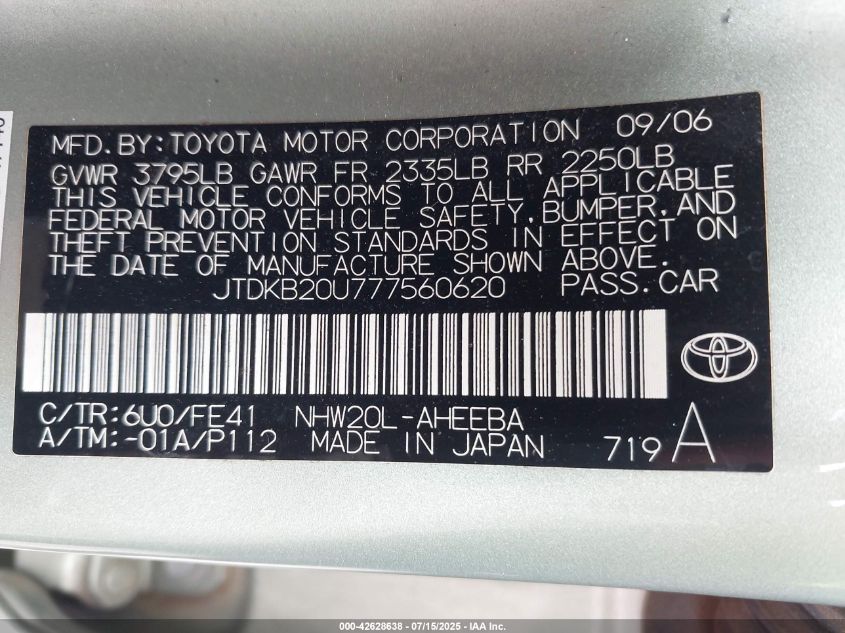 MFD. BY: TOYOTA MOTOR CORPORATION 09/06
GVWR 3795LB GAWR FR 2335LB RR 2250LB
THIS VEHICLE CONFORMS TO ALL APPLICABLE
FEDERAL MOTOR VEHICLE SAFETY, BUMPER, AND
THEFT PREVENTION STANDARDS IN EFFECT ON
THE DATE OF MANUFACTURE SHOWN ABOVE.
JTDKB20U777560620 PASS. CAR
C/TR: 6U0/FE41 NHW20L-AHEEBA
A/TM: -01A/P112 MADE IN JAPAN 719 A
000-42628638 - 07/15/2025 - IAA Inc.